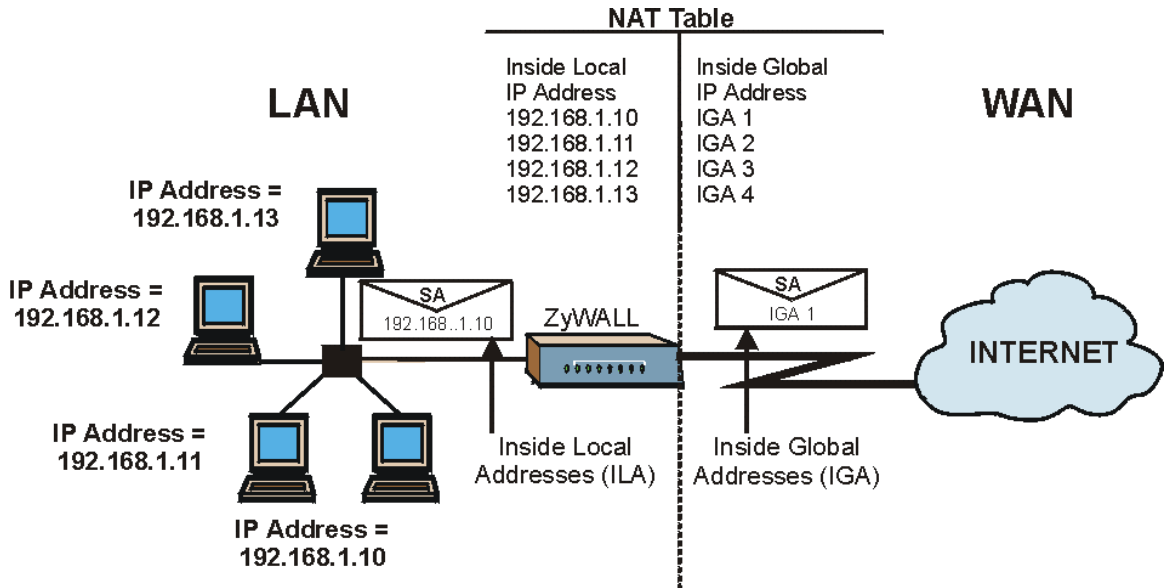 NAT Table
Inside Local
IP Address
192.168.1.10
192.168.1.11
192.168.1.12
192.168.1.13
Inside Global
IP Address
IGA 1
IGA 2
IGA 3
IGA 4
LAN
WAN
IP Address =
192.168.1.13
IP Address =
192.168.1.12
SA
192.168..1.10
ZyWALL
SA
IGA 1
INTERNET
IP Address =
192.168.1.11
Inside Local
Addresses (ILA)
Inside Global
Addresses (IGA)
IP Address =
192.168.1.10